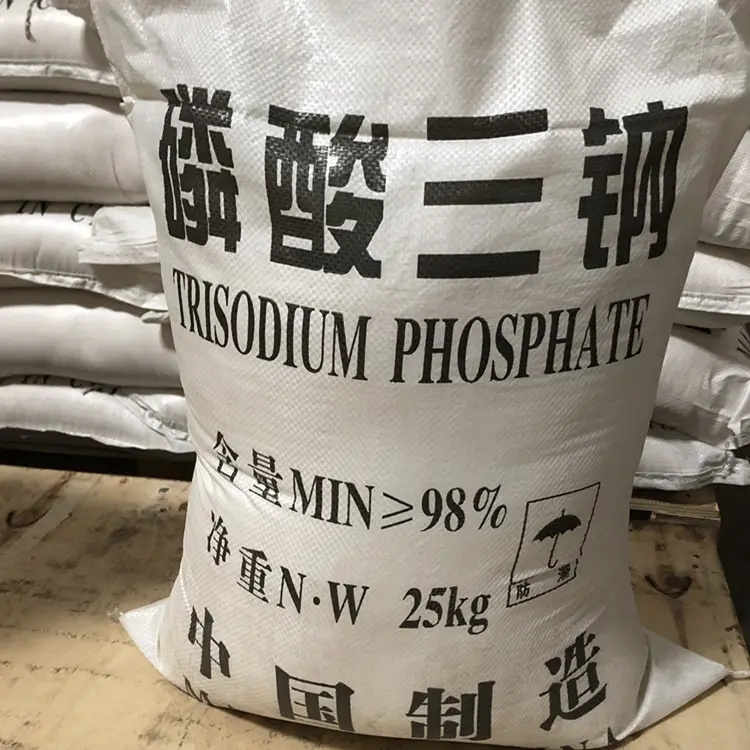 磷酸三钠
TRISODIUM PHOSPHATE
含量MIN≥98%
净重N·W 25kg
防潮
中国制造